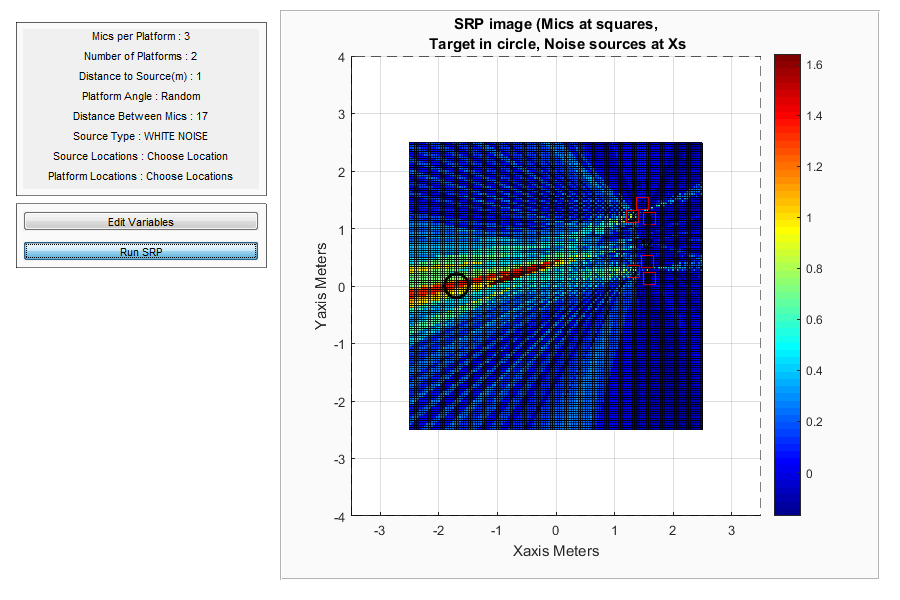 Mics per Platform : 3
Number of Platforms : 2
Distance to Source(m) : 1
Platform Angle : Random
Distance Between Mics : 17
Source Type : WHITE NOISE
Source Locations : Choose Location
Platform Locations : Choose Locations
Edit Variables
Run SRP
SRP image (Mics at squares,
Target in circle, Noise sources at Xs
4
3
2
1
0
-1
-2
-3
-4
Yaxis Meters
-3 -2 -1 0 1 2 3
Xaxis Meters
1.6
1.4
1.2
1
0.8
0.6
0.4
0.2
0